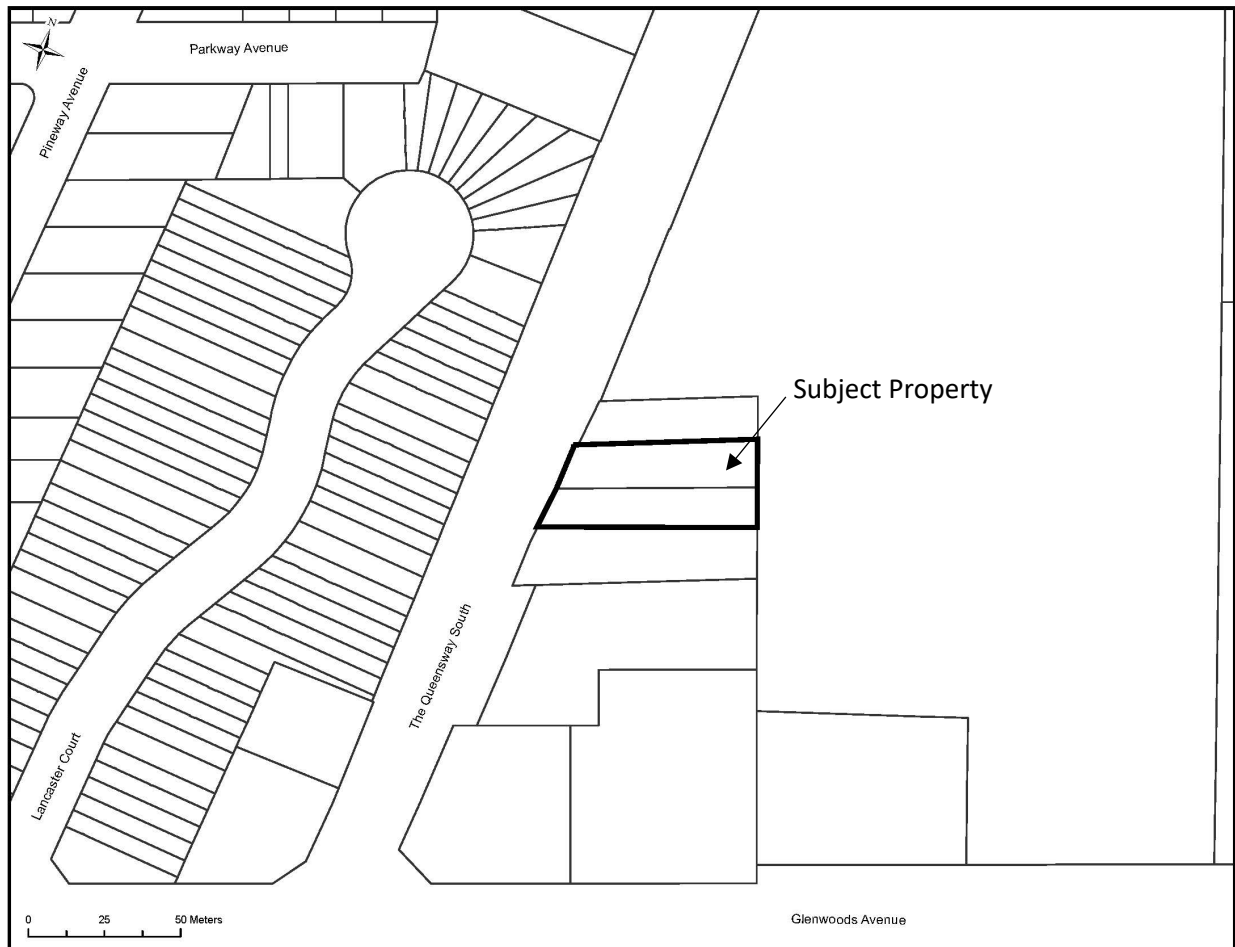 N
Parkway Avenue
Pineway Avenue
Subject Property
The Queensway South
Lancaster Court
0 25 50 Meters
Glenwoods Avenue